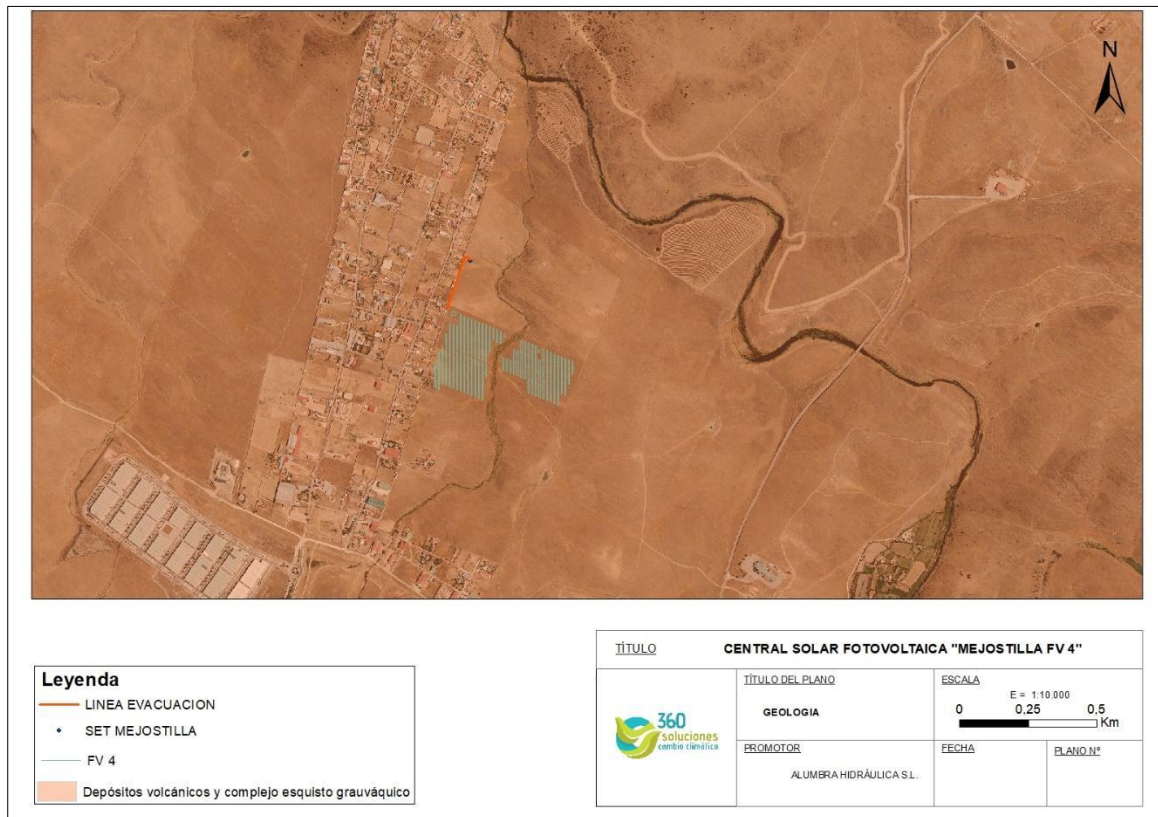 N
Leyenda
LINEA EVACUACION
SET MEJOSTILLA
FV 4
Depósitos volcánicos y complejo esquisto grauváquico
TÍTULO
CENTRAL SOLAR FOTOVOLTAICA "MEJOSTILLA FV 4"
360
soluciones
cambio climático
TÍTULO DEL PLANO
GEOLOGIA
ESCALA
E = 1:10.000
0 0,25 0,5
Km
PROMOTOR
ALUMBRA HIDRÁULICA S.L.
FECHA
PLANO Nº